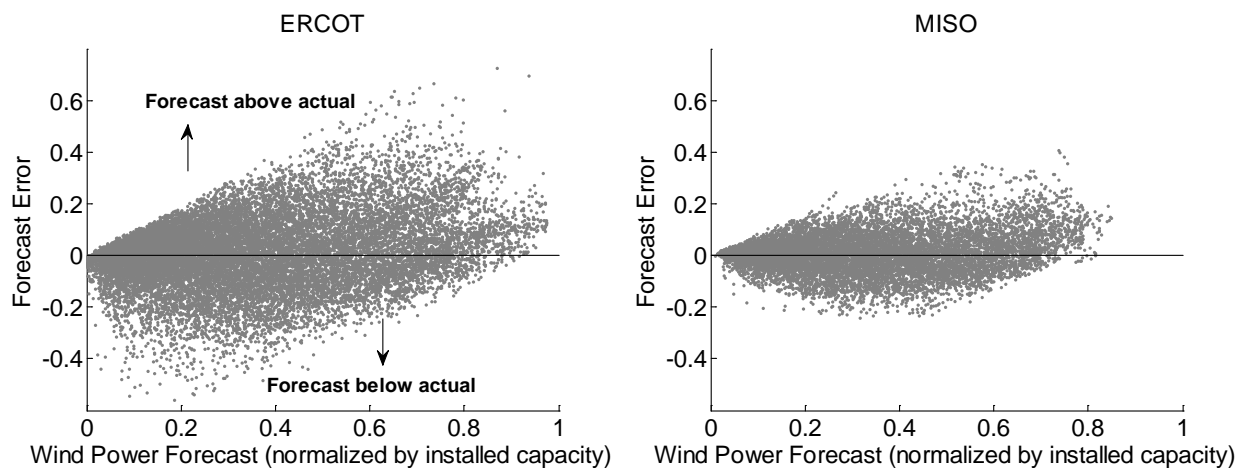 ERCOT
0.6
0.4
0.2
0
-0.2
-0.4
Forecast Error
Forecast above actual
Forecast below actual
0 0.2 0.4 0.6 0.8 1
Wind Power Forecast (normalized by installed capacity)
MISO
0.6
0.4
0.2
0
-0.2
-0.4
Forecast Error
0 0.2 0.4 0.6 0.8 1
Wind Power Forecast (normalized by installed capacity)